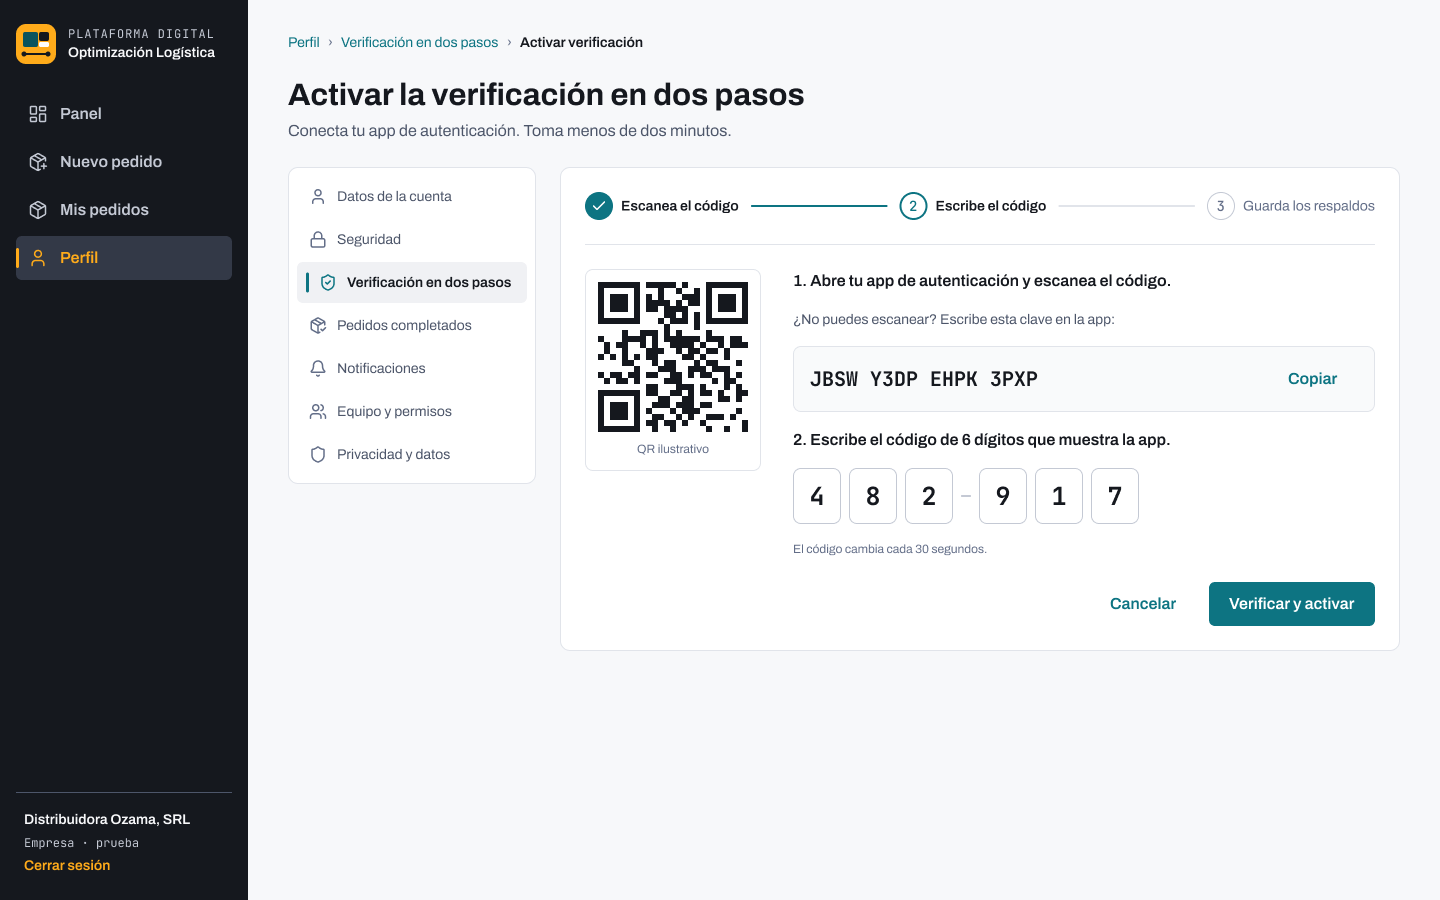 PLATAFORMA DIGITAL
Optimización Logística
Panel
Nuevo pedido
Mis pedidos
Perfil
Distribuidora Ozama, SRL
Empresa · prueba
Cerrar sesión
Perfil › Verificación en dos pasos › Activar verificación
Activar la verificación en dos pasos
Conecta tu app de autenticación. Toma menos de dos minutos.
Datos de la cuenta
Seguridad
Verificación en dos pasos
Pedidos completados
Notificaciones
Equipo y permisos
Privacidad y datos
Escanea el código
2 Escribe el código
3 Guarda los respaldos
QR ilustrativo
1. Abre tu app de autenticación y escanea el código.
¿No puedes escanear? Escribe esta clave en la app:
JBSW Y3DP EHPK 3PXP Copiar
2. Escribe el código de 6 dígitos que muestra la app.
4 8 2 – 9 1 7
El código cambia cada 30 segundos.
Cancelar Verificar y activar